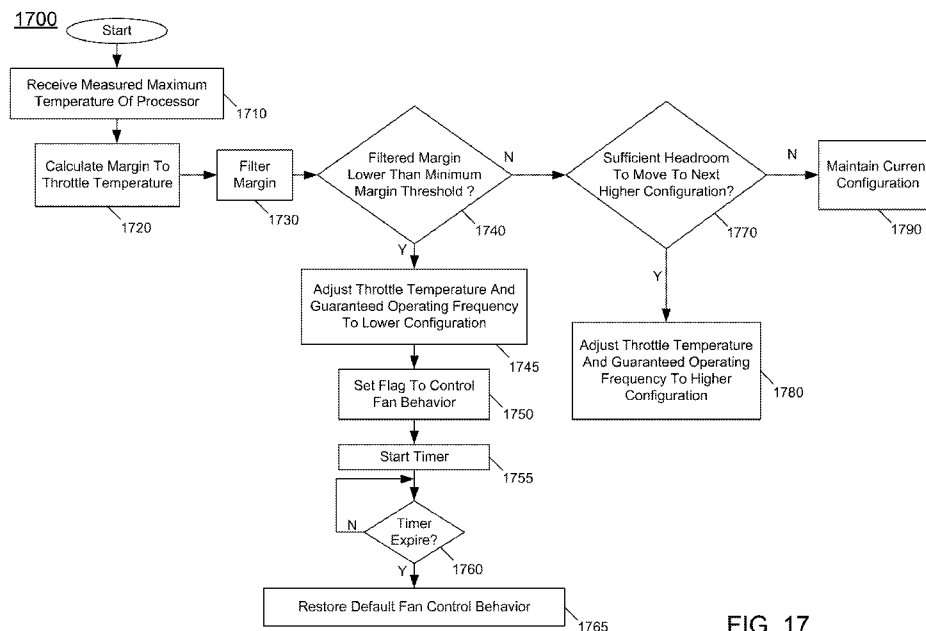 1700
Start
Receive Measured Maximum
Temperature Of Processor
1710
Calculate Margin To
Throttle Temperature
1720
Filter
Margin
1730
Filtered Margin
Lower Than Minimum
Margin Threshold ?
1740
N
Y
Sufficient Headroom
To Move To Next
Higher Configuration?
1770
N
Y
Maintain Current
Configuration
1790
Adjust Throttle Temperature And
Guaranteed Operating Frequency
To Lower Configuration
1745
Adjust Throttle Temperature
And Guaranteed Operating
Frequency To Higher
Configuration
1780
Set Flag To Control
Fan Behavior
1750
Start Timer
1755
Timer
Expire?
1760
N
Y
Restore Default Fan Control Behavior
1765
FIG. 17